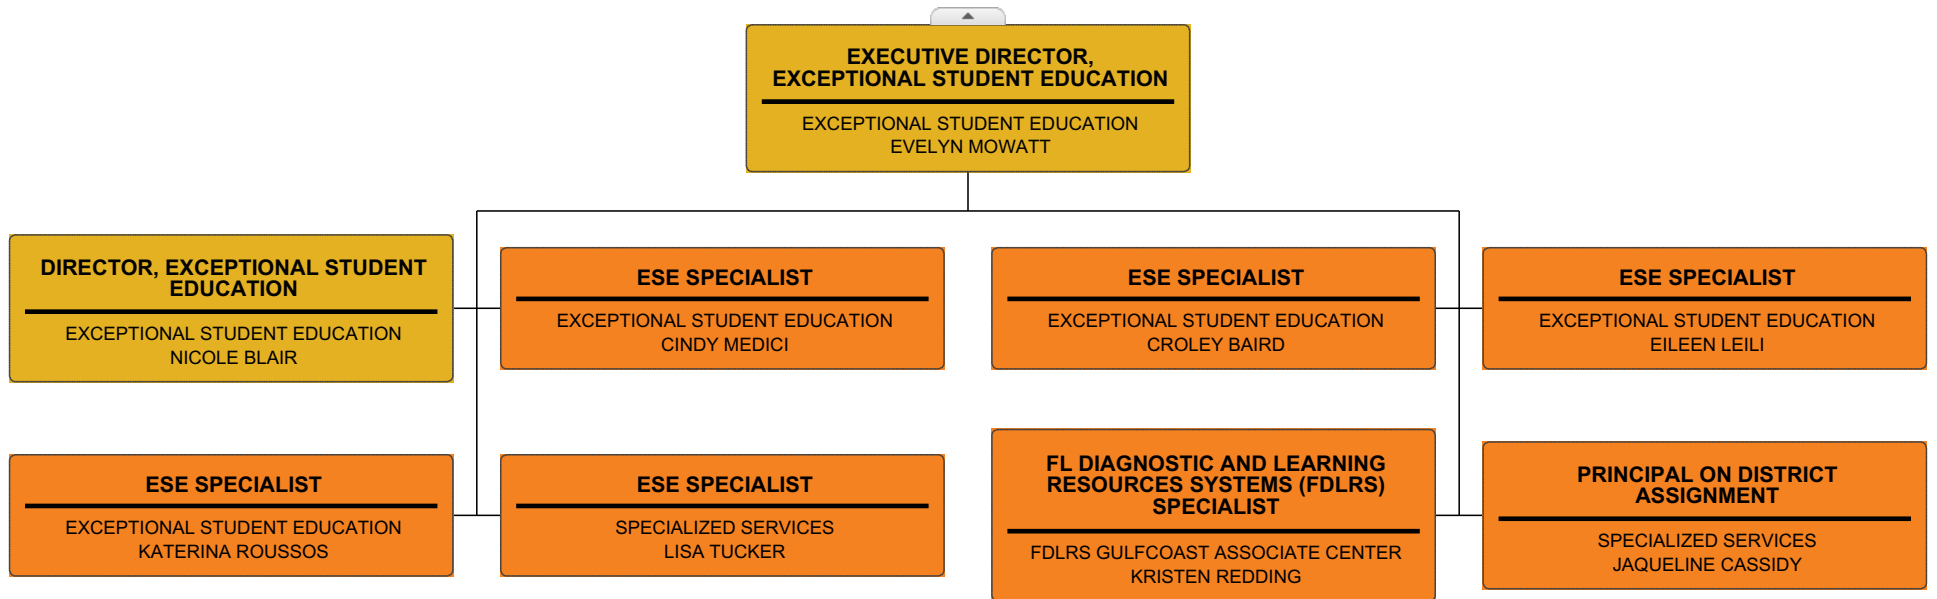 EXECUTIVE DIRECTOR,
EXCEPTIONAL STUDENT EDUCATION
EXCEPTIONAL STUDENT EDUCATION
EVELYN MOWATT
DIRECTOR, EXCEPTIONAL STUDENT
EDUCATION
EXCEPTIONAL STUDENT EDUCATION
NICOLE BLAIR
ESE SPECIALIST
EXCEPTIONAL STUDENT EDUCATION
CINDY MEDICI
ESE SPECIALIST
EXCEPTIONAL STUDENT EDUCATION
CROLEY BAIRD
ESE SPECIALIST
EXCEPTIONAL STUDENT EDUCATION
EILEEN LEILI
ESE SPECIALIST
EXCEPTIONAL STUDENT EDUCATION
KATERINA ROUSSOS
ESE SPECIALIST
SPECIALIZED SERVICES
LISA TUCKER
FL DIAGNOSTIC AND LEARNING
RESOURCES SYSTEMS (FDLRS)
SPECIALIST
FDLRS GULFCOAST ASSOCIATE CENTER
KRISTEN REDDING
PRINCIPAL ON DISTRICT
ASSIGNMENT
SPECIALIZED SERVICES
JAQUELINE CASSIDY